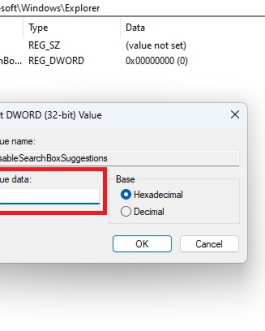 soft\Windows\Explorer
Type Data
REG_SZ (value not set)
nBo... REG_DWORD 0x00000000 (0)
t DWORD (32-bit) Value
ue name:
sableSearchBoxSuggestions
ue data:
Base
Hexadecimal
Decimal
OK Cancel